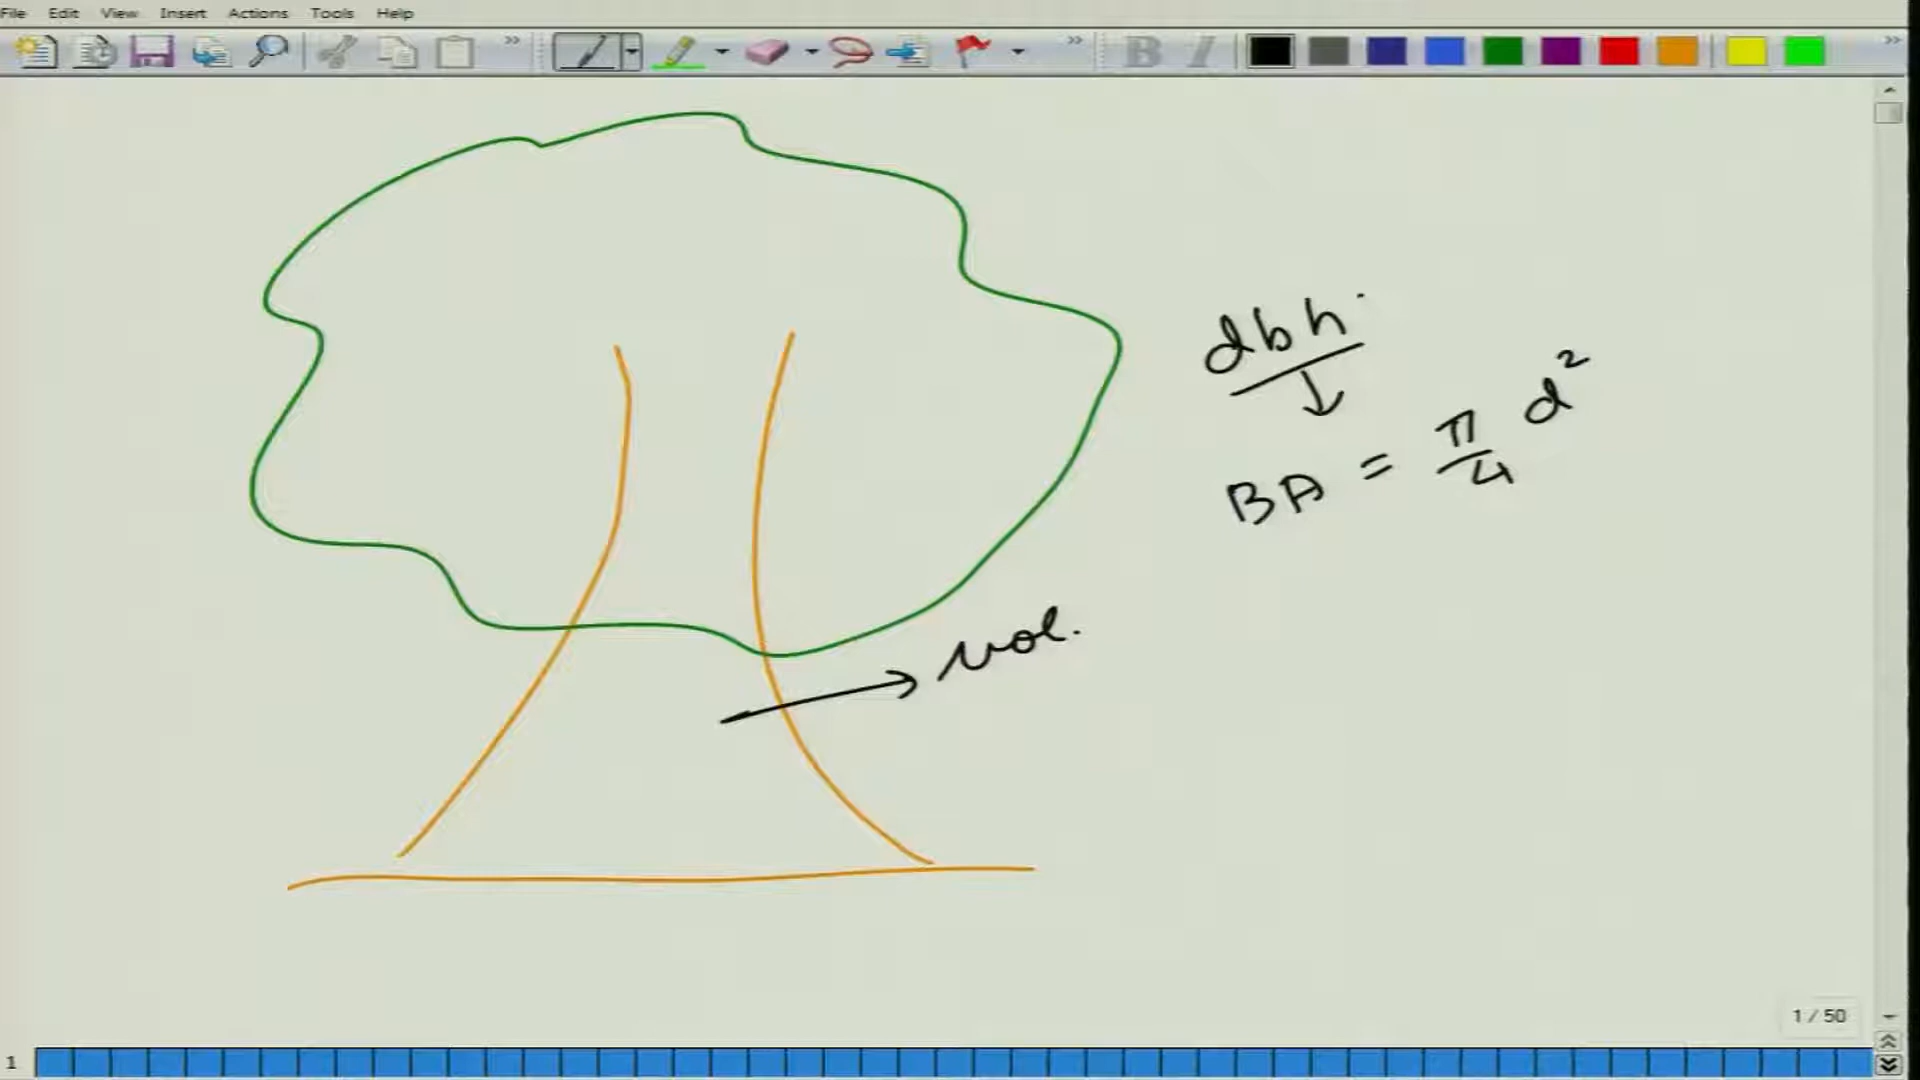 File Edit View Insert Actions Tools Help
B I
dbh.
↓
BA = π/4 d²
→ vol.
1 / 50
1